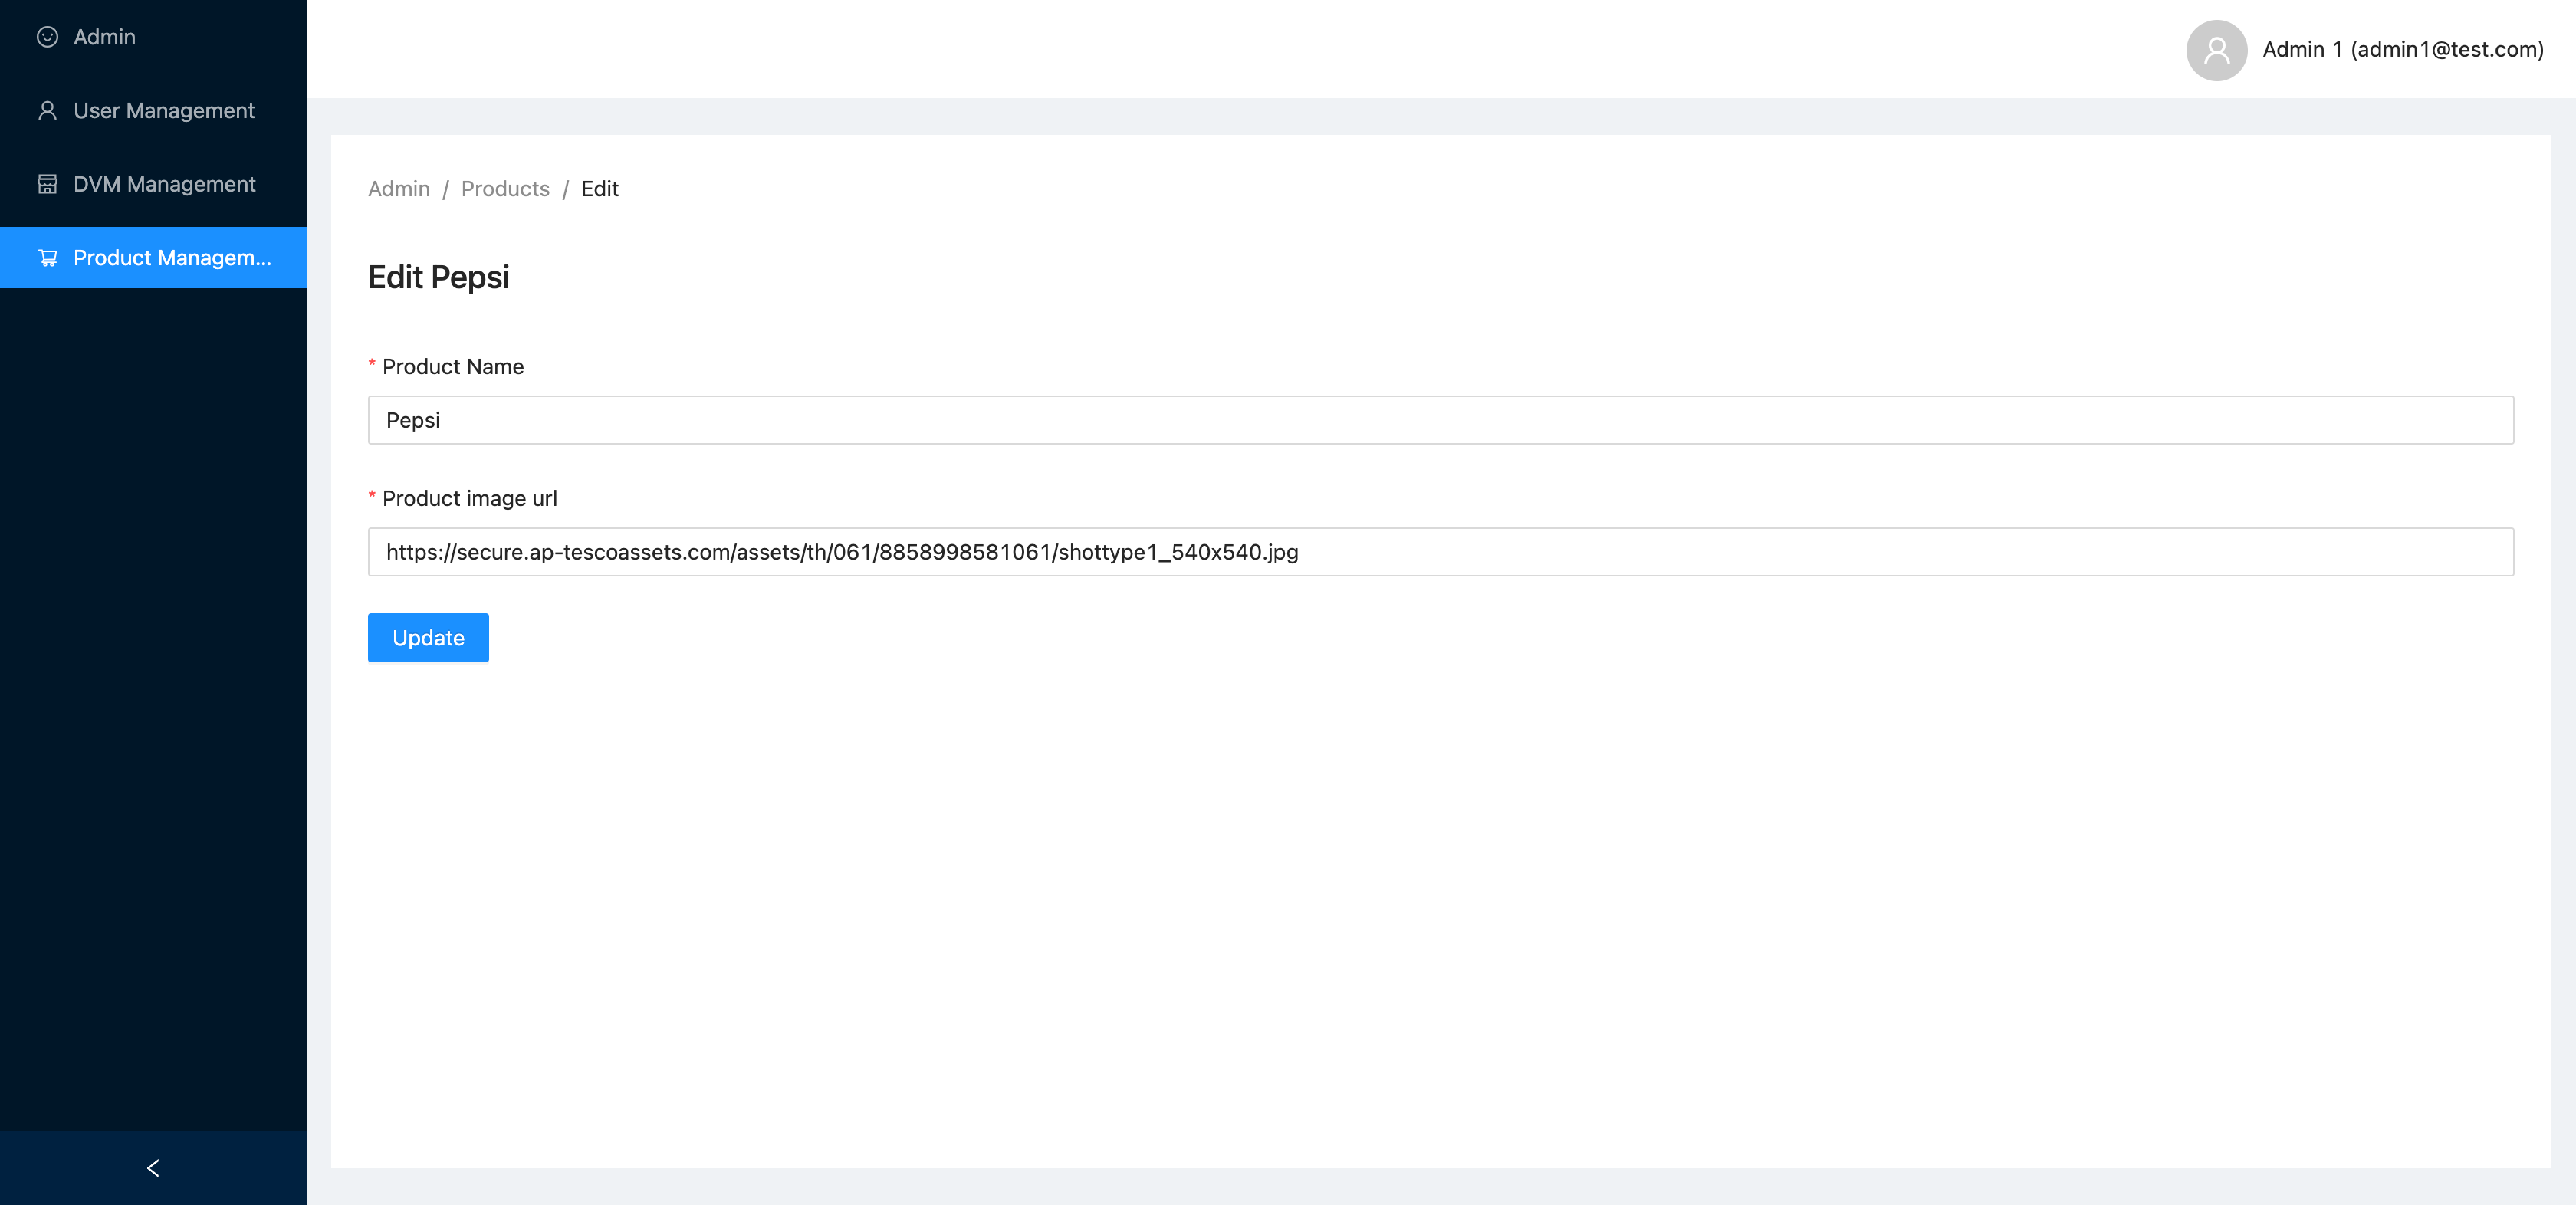 Admin
User Management
DVM Management
Product Managem...
Admin 1 (admin1@test.com)
Admin / Products / Edit
Edit Pepsi
* Product Name
Pepsi
* Product image url
https://secure.ap-tescoassets.com/assets/th/061/8858998581061/shottype1_540x540.jpg
Update